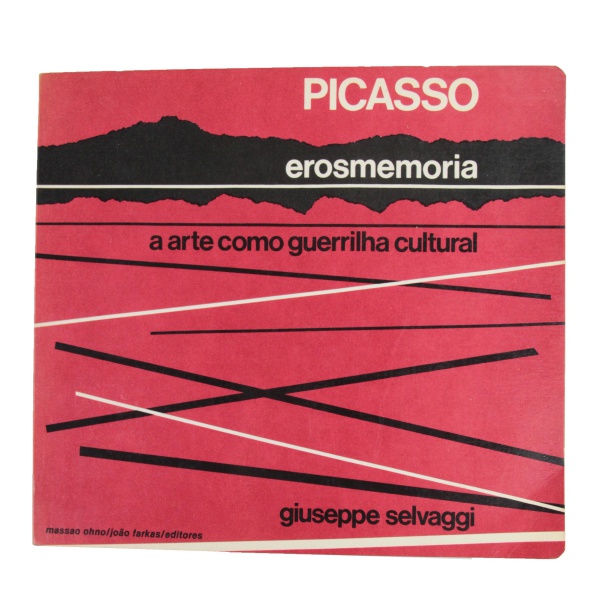 PICASSO
erosmemoria
a arte como guerrilha cultural
giuseppe selvaggi
massao ohno/joão farkas/editores